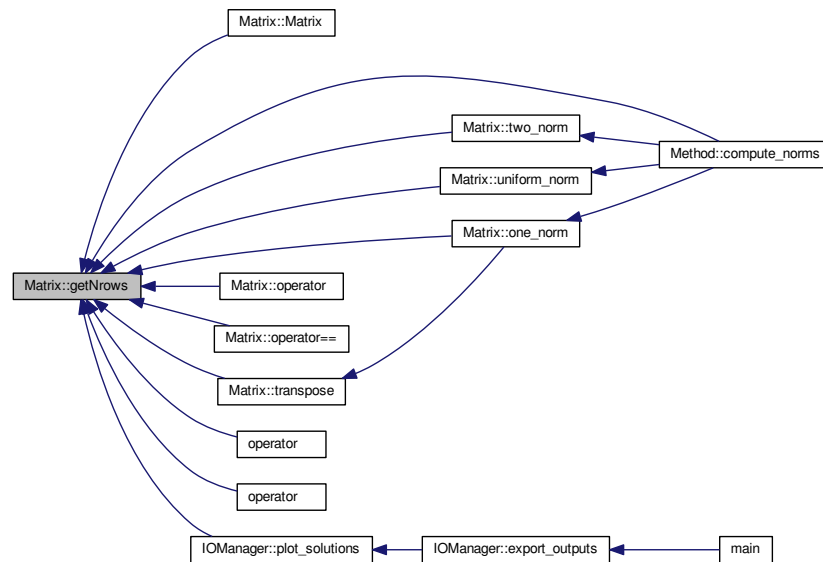 Matrix::Matrix
Matrix::two_norm
Method::compute_norms
Matrix::uniform_norm
Matrix::one_norm
Matrix::getNrows
Matrix::operator
Matrix::operator==
Matrix::transpose
operator
operator
IOManager::plot_solutions
IOManager::export_outputs
main